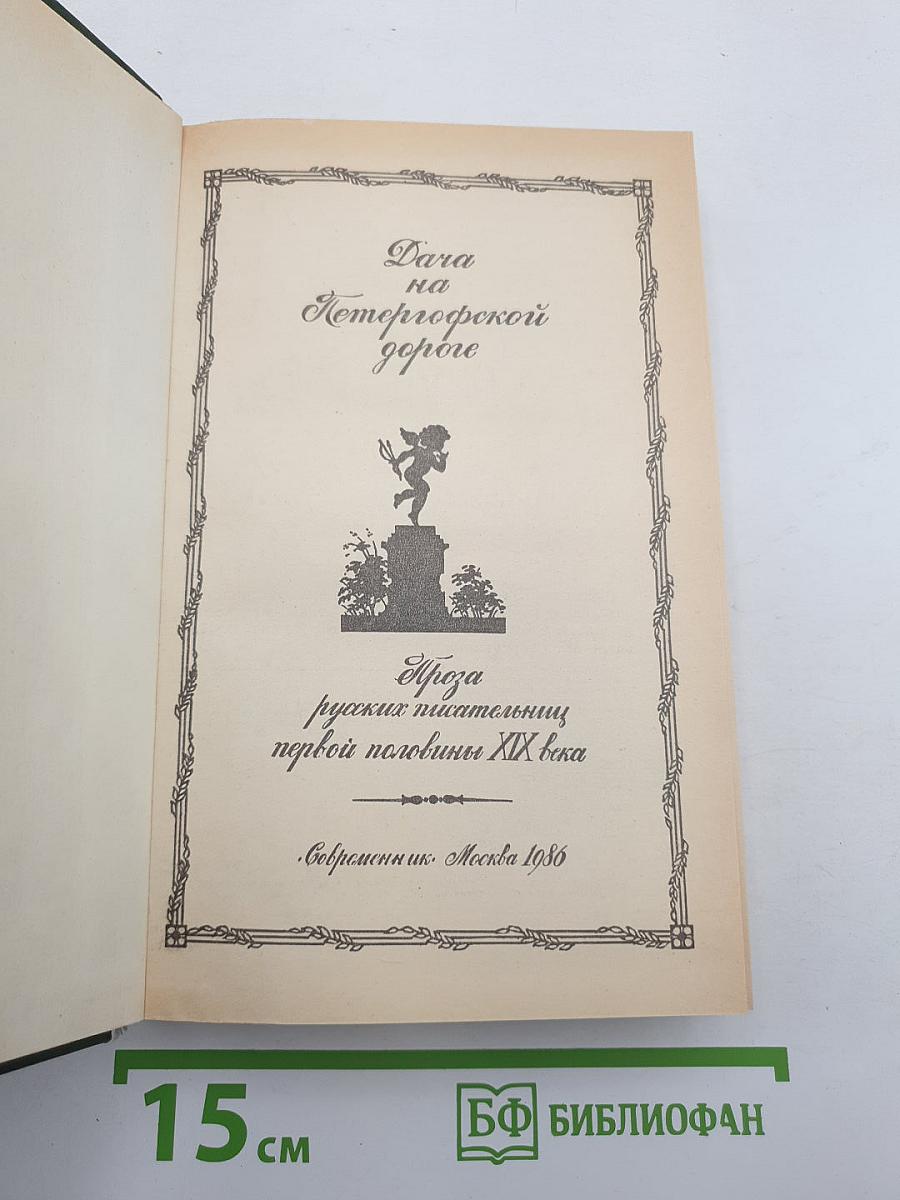 Дача
на
Петергофской
дороге
Проза
русских писательниц
первой половины XIX века
·Современник· Москва 1986
15 см
БФ БИБЛИОФАН